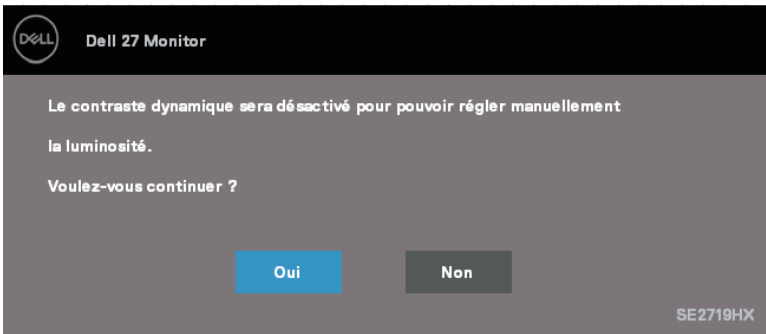 DELL
Dell 27 Monitor
Le contraste dynamique sera désactivé pour pouvoir régler manuellement
la luminosité.
Voulez-vous continuer ?
Oui
Non
SE2719HX